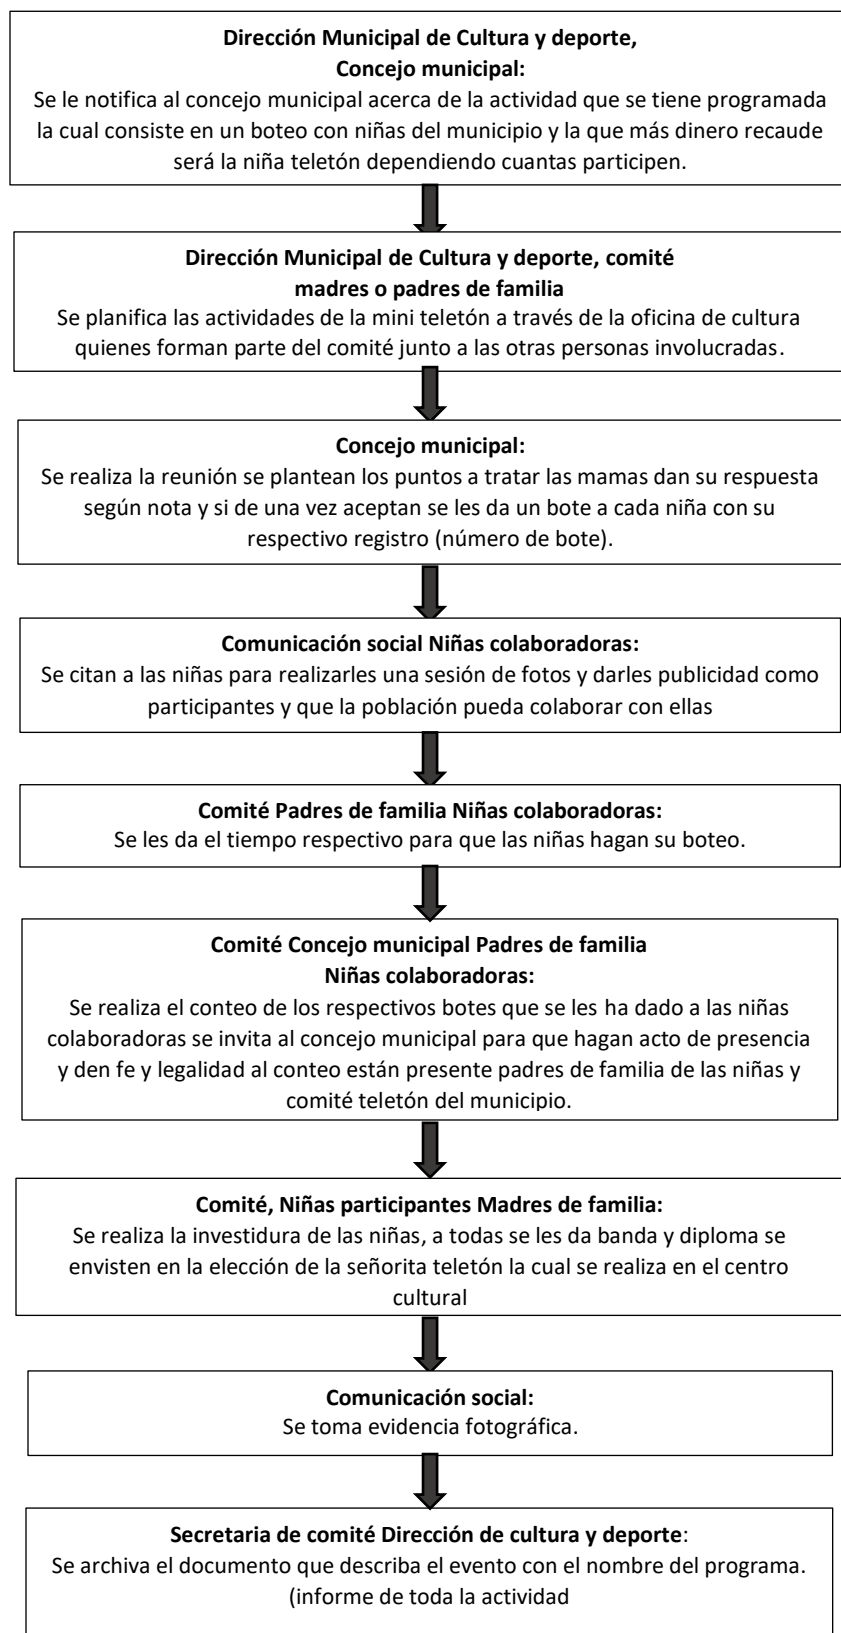 Dirección Municipal de Cultura y deporte,
Concejo municipal:
Se le notifica al concejo municipal acerca de la actividad que se tiene programada
la cual consiste en un boteo con niñas del municipio y la que más dinero recaude
será la niña teletón dependiendo cuantas participen.
Dirección Municipal de Cultura y deporte, comité
madres o padres de familia
Se planifica las actividades de la mini teletón a través de la oficina de cultura
quienes forman parte del comité junto a las otras personas involucradas.
Concejo municipal:
Se realiza la reunión se plantean los puntos a tratar las mamas dan su respuesta
según nota y si de una vez aceptan se les da un bote a cada niña con su
respectivo registro (número de bote).
Comunicación social Niñas colaboradoras:
Se citan a las niñas para realizarles una sesión de fotos y darles publicidad como
participantes y que la población pueda colaborar con ellas
Comité Padres de familia Niñas colaboradoras:
Se les da el tiempo respectivo para que las niñas hagan su boteo.
Comité Concejo municipal Padres de familia
Niñas colaboradoras:
Se realiza el conteo de los respectivos botes que se les ha dado a las niñas
colaboradoras se invita al concejo municipal para que hagan acto de presencia
y den fe y legalidad al conteo están presente padres de familia de las niñas y
comité teletón del municipio.
Comité, Niñas participantes Madres de familia:
Se realiza la investidura de las niñas, a todas se les da banda y diploma se
envisten en la elección de la señorita teletón la cual se realiza en el centro
cultural
Comunicación social:
Se toma evidencia fotográfica.
Secretaria de comité Dirección de cultura y deporte:
Se archiva el documento que describa el evento con el nombre del programa.
(informe de toda la actividad